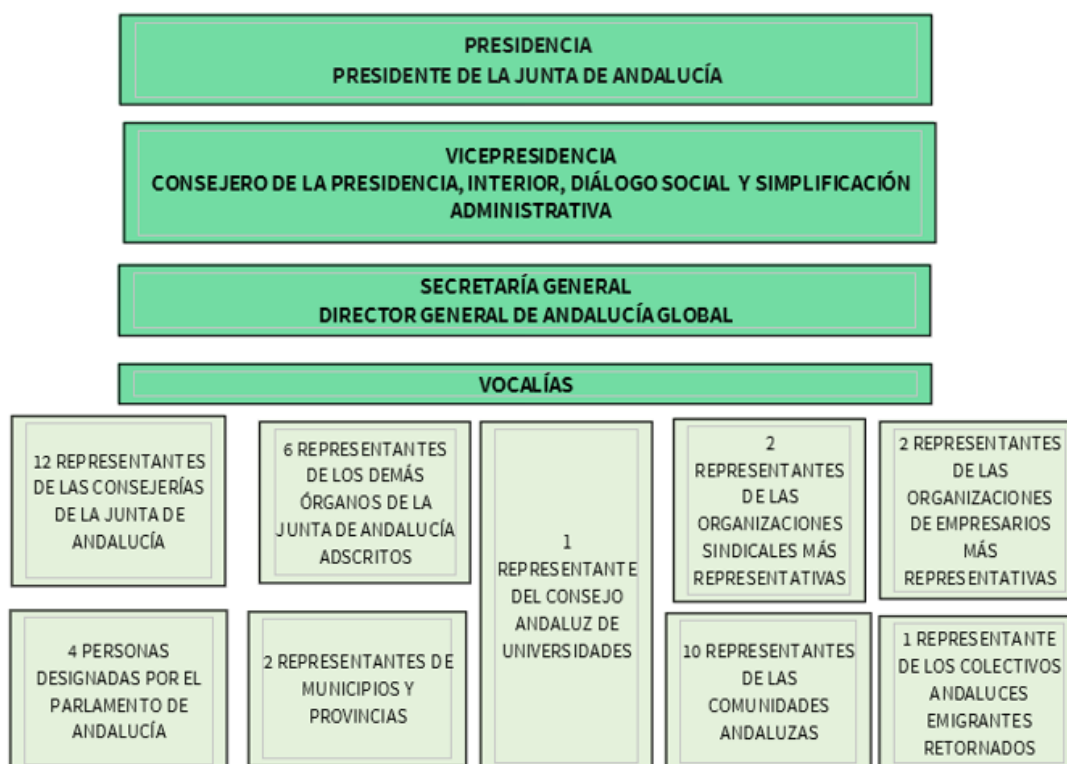 PRESIDENCIA
PRESIDENTE DE LA JUNTA DE ANDALUCÍA
VICEPRESIDENCIA
CONSEJERO DE LA PRESIDENCIA, INTERIOR, DIÁLOGO SOCIAL Y SIMPLIFICACIÓN
ADMINISTRATIVA
SECRETARÍA GENERAL
DIRECTOR GENERAL DE ANDALUCÍA GLOBAL
VOCALÍAS
12 REPRESENTANTES
DE LAS CONSEJERÍAS
DE LA JUNTA DE
ANDALUCÍA
6 REPRESENTANTES
DE LOS DEMÁS
ÓRGANOS DE LA
JUNTA DE ANDALUCÍA
ADSCRITOS
1
REPRESENTANTE
DEL CONSEJO
ANDALUZ DE
UNIVERSIDADES
2
REPRESENTANTES
DE LAS
ORGANIZACIONES
SINDICALES MÁS
REPRESENTATIVAS
2 REPRESENTANTES
DE LAS
ORGANIZACIONES
DE EMPRESARIOS
MÁS
REPRESENTATIVAS
4 PERSONAS
DESIGNADAS POR EL
PARLAMENTO DE
ANDALUCÍA
2 REPRESENTANTES DE
MUNICIPIOS Y
PROVINCIAS
10 REPRESENTANTES
DE LAS
COMUNIDADES
ANDALUZAS
1 REPRESENTANTE
DE LOS COLECTIVOS
ANDALUCES
EMIGRANTES
RETORNADOS